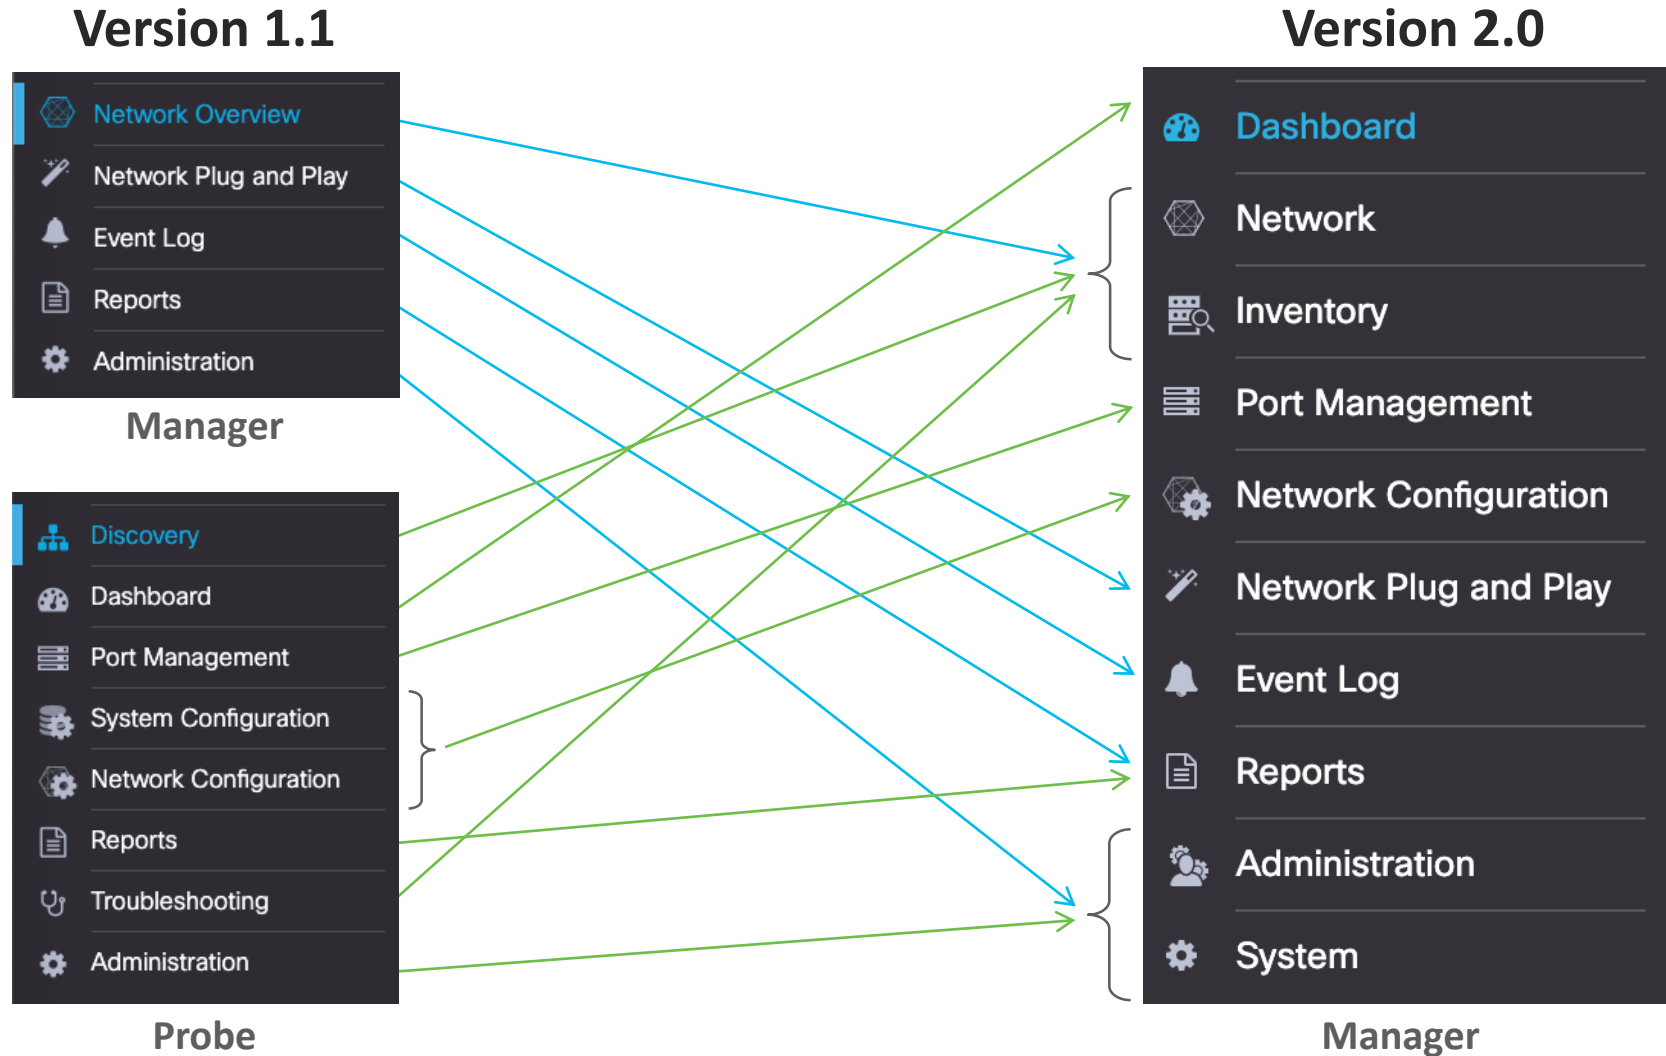 Version 1.1
Network Overview
Network Plug and Play
Event Log
Reports
Administration
Manager
Discovery
Dashboard
Port Management
System Configuration
Network Configuration
Reports
Troubleshooting
Administration
Probe
Version 2.0
Dashboard
Network
Inventory
Port Management
Network Configuration
Network Plug and Play
Event Log
Reports
Administration
System
Manager